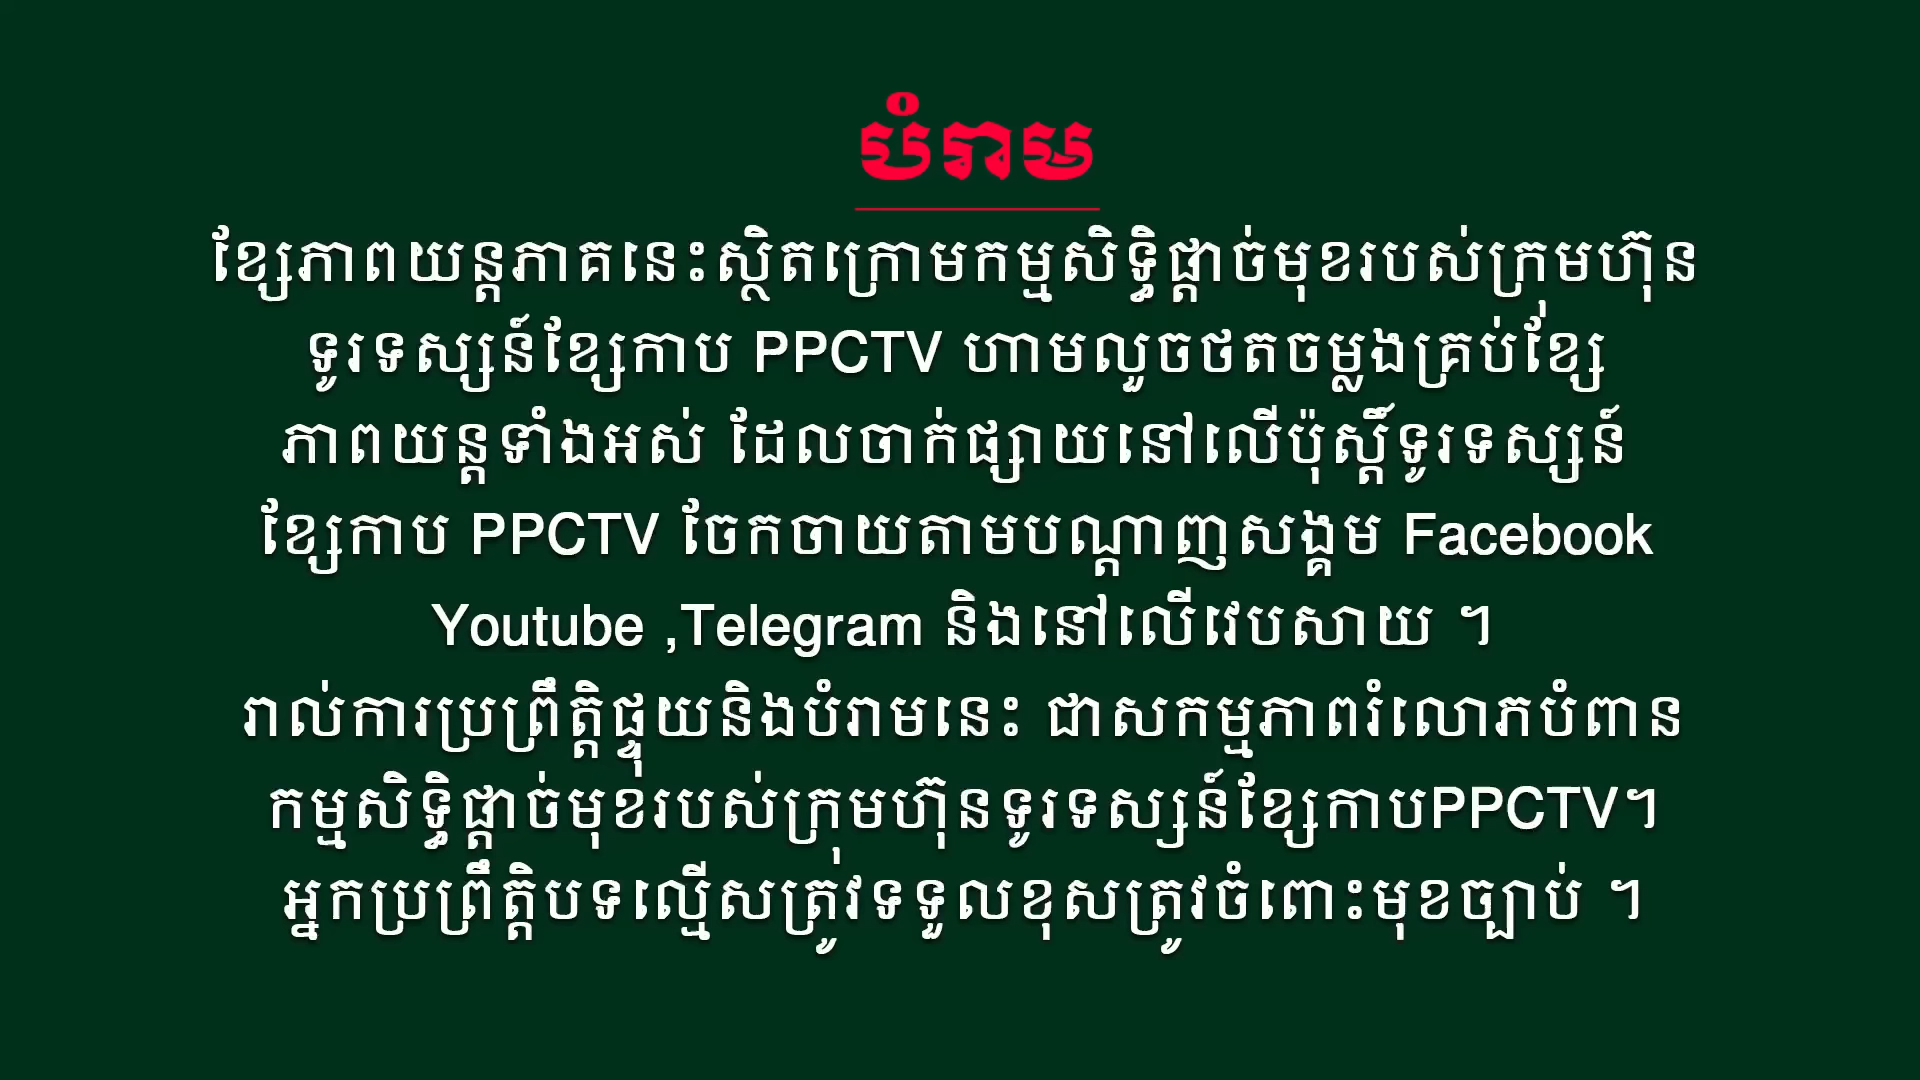 បំរាម
ខ្សែភាពយន្តភាគនេះស្ថិតក្រោមកម្មសិទ្ធិផ្តាច់មុខរបស់ក្រុមហ៊ុន
ទូរទស្សន៍ខ្សែកាប PPCTV ហាមលួចថតចម្លងគ្រប់ខ្សែ
ភាពយន្តទាំងអស់ ដែលចាក់ផ្សាយនៅលើប៉ុស្តិ៍ទូរទស្សន៍
ខ្សែកាប PPCTV ចែកចាយតាមបណ្តាញសង្គម Facebook
Youtube ,Telegram និងនៅលើវេបសាយ ។
រាល់ការប្រព្រឹត្តិផ្ទុយនិងបំរាមនេះ ជាសកម្មភាពរំលោភបំពាន
កម្មសិទ្ធិផ្តាច់មុខរបស់ក្រុមហ៊ុនទូរទស្សន៍ខ្សែកាបPPCTV។
អ្នកប្រព្រឹត្តិបទល្មើសត្រូវទទួលខុសត្រូវចំពោះមុខច្បាប់ ។